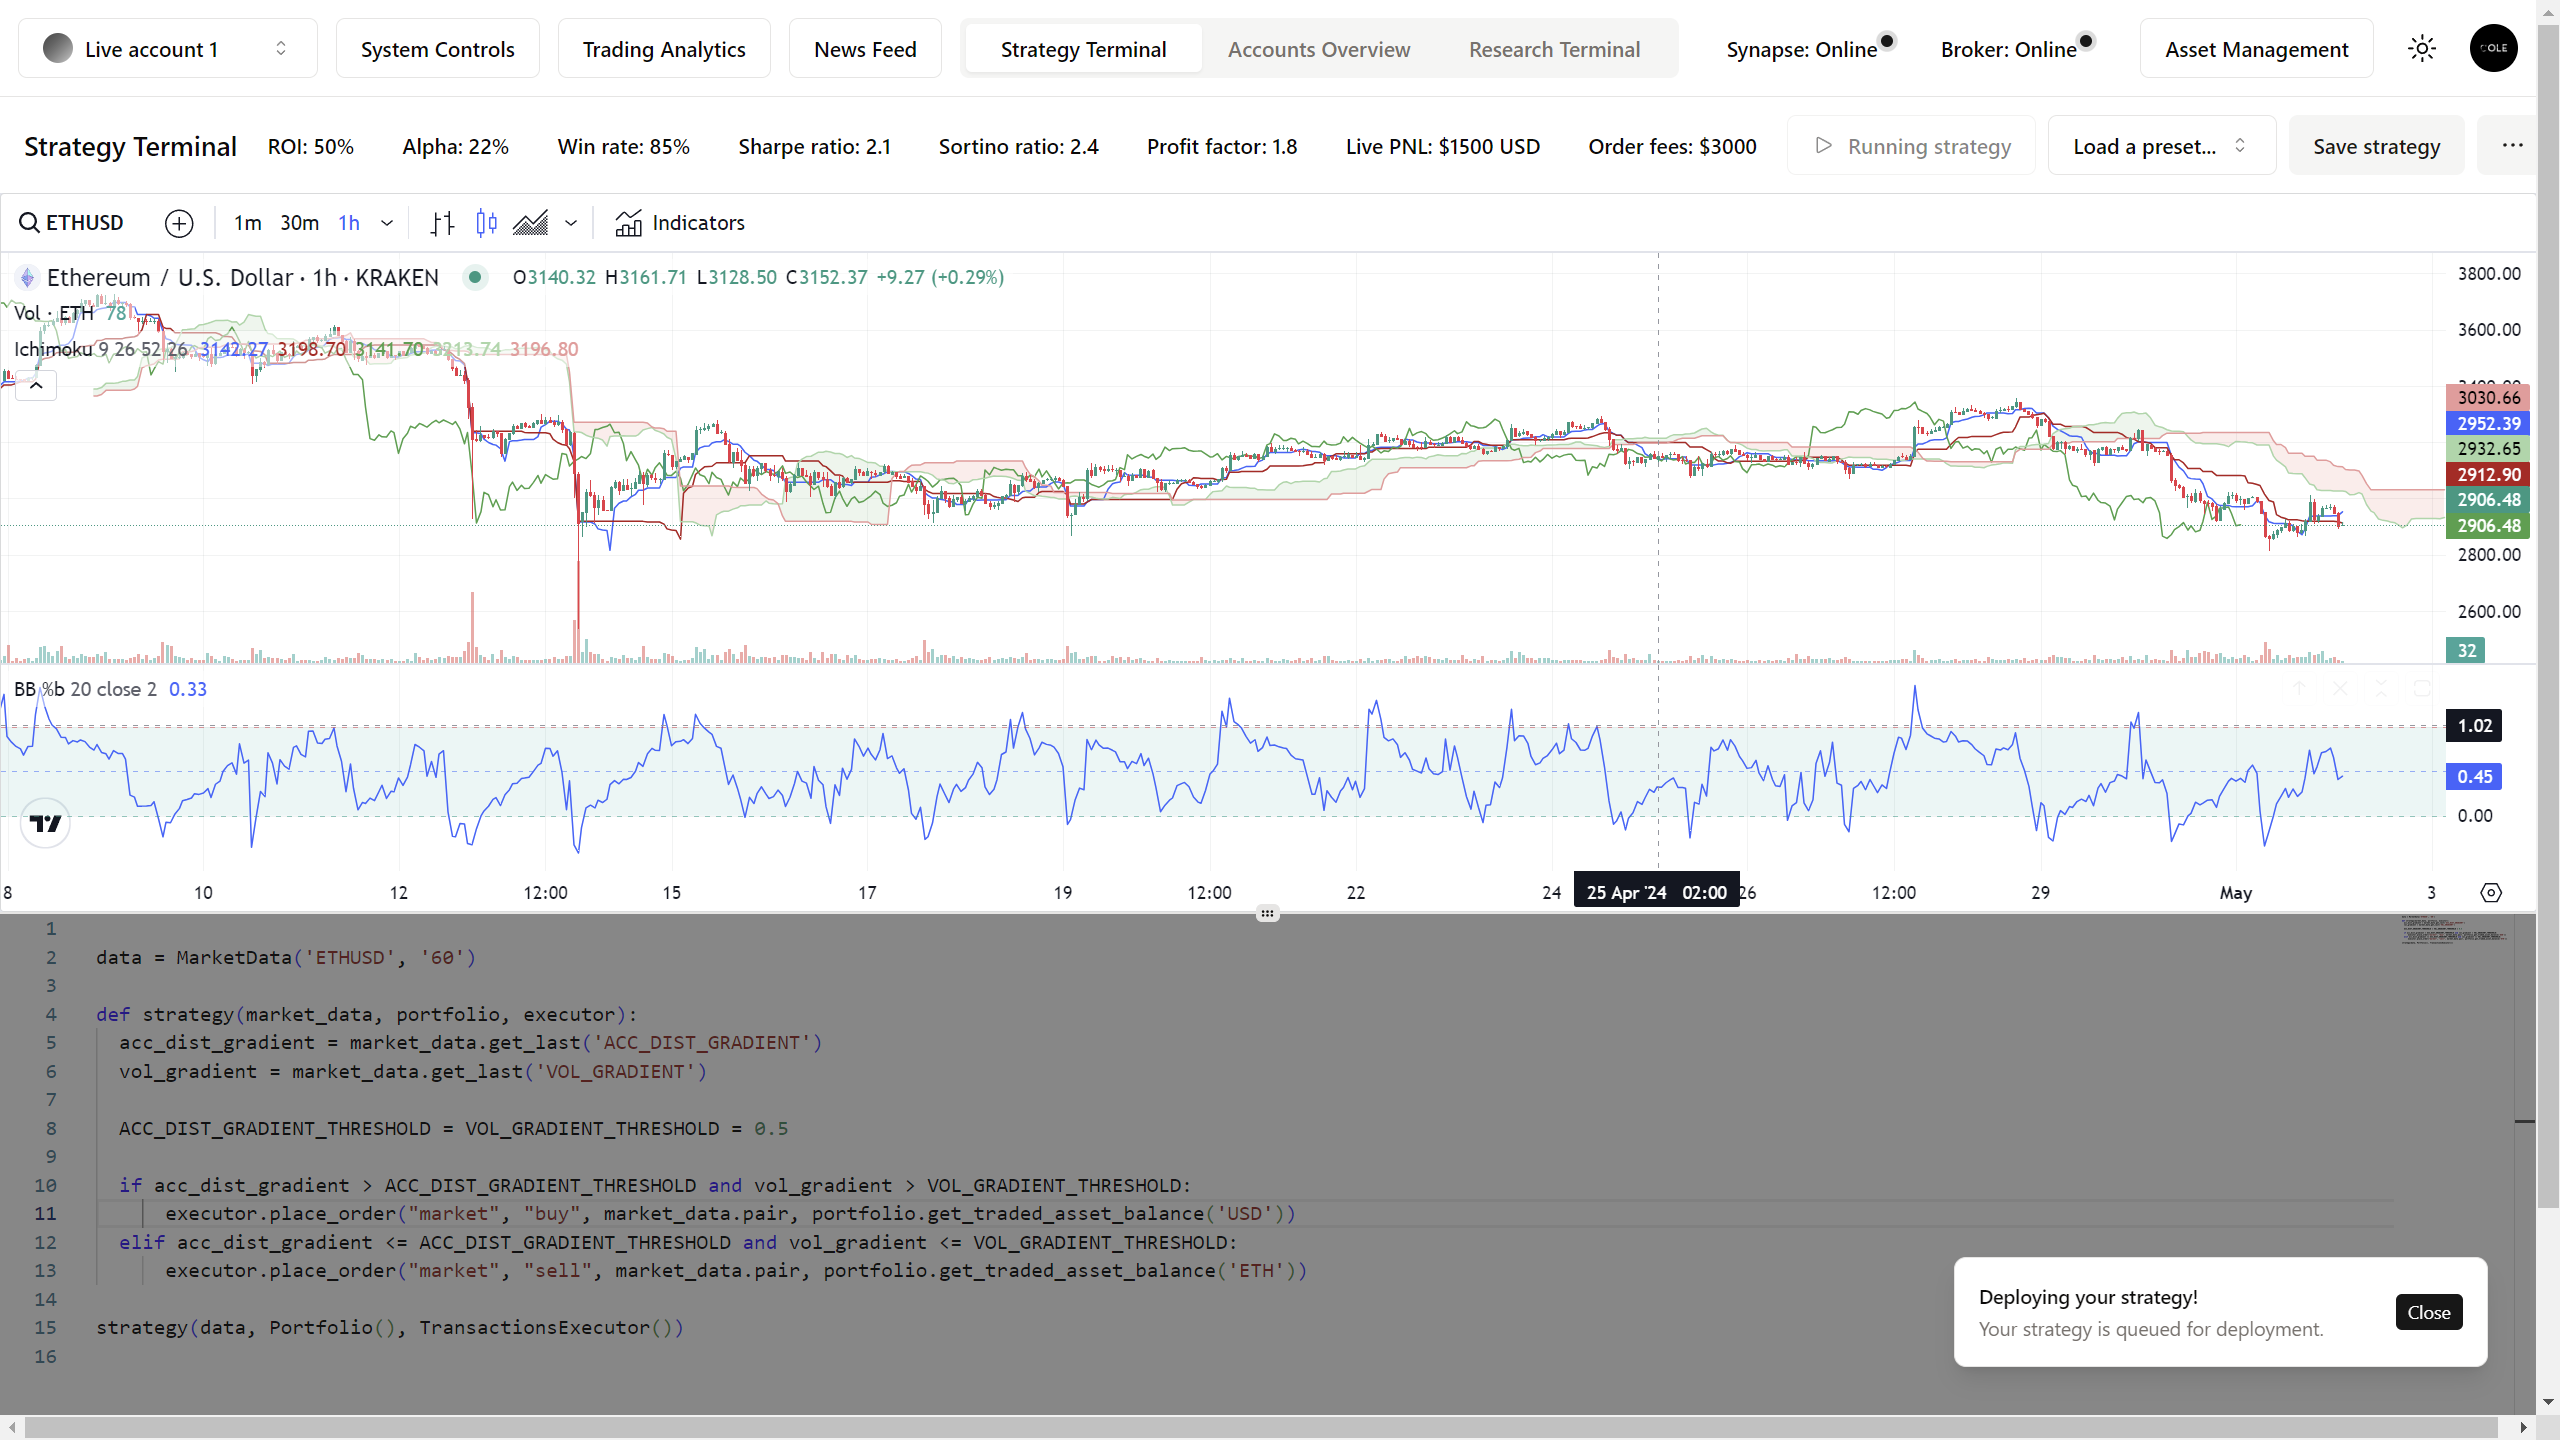 Live account 1
System Controls
Trading Analytics
News Feed
Strategy Terminal
Accounts Overview
Research Terminal
Synapse: Online
Broker: Online
Asset Management
COLE
Strategy Terminal
ROI: 50%
Alpha: 22%
Win rate: 85%
Sharpe ratio: 2.1
Sortino ratio: 2.4
Profit factor: 1.8
Live PNL: $1500 USD
Order fees: $3000
Running strategy
Load a preset...
Save strategy
ETHUSD
1m 30m 1h
Indicators
Ethereum / U.S. Dollar · 1h · KRAKEN
O3140.32 H3161.71 L3128.50 C3152.37 +9.27 (+0.29%)
Vol · ETH 78
Ichimoku 9 26 52 26 3142.27 3198.70 3141.70 3213.74 3196.80
3800.00
3600.00
3030.66
2952.39
2932.65
2912.90
2906.48
2906.48
2800.00
2600.00
32
BB %b 20 close 2 0.33
1.02
0.45
0.00
8 10 12 12:00 15 17 19 12:00 22 24 25 Apr '24 02:00 26 12:00 29 May 3
1
2 data = MarketData('ETHUSD', '60')
3
4 def strategy(market_data, portfolio, executor):
5 acc_dist_gradient = market_data.get_last('ACC_DIST_GRADIENT')
6 vol_gradient = market_data.get_last('VOL_GRADIENT')
7
8 ACC_DIST_GRADIENT_THRESHOLD = VOL_GRADIENT_THRESHOLD = 0.5
9
10 if acc_dist_gradient > ACC_DIST_GRADIENT_THRESHOLD and vol_gradient > VOL_GRADIENT_THRESHOLD:
11 executor.place_order("market", "buy", market_data.pair, portfolio.get_traded_asset_balance('USD'))
12 elif acc_dist_gradient <= ACC_DIST_GRADIENT_THRESHOLD and vol_gradient <= VOL_GRADIENT_THRESHOLD:
13 executor.place_order("market", "sell", market_data.pair, portfolio.get_traded_asset_balance('ETH'))
14
15 strategy(data, Portfolio(), TransactionsExecutor())
16
Deploying your strategy!
Your strategy is queued for deployment.
Close